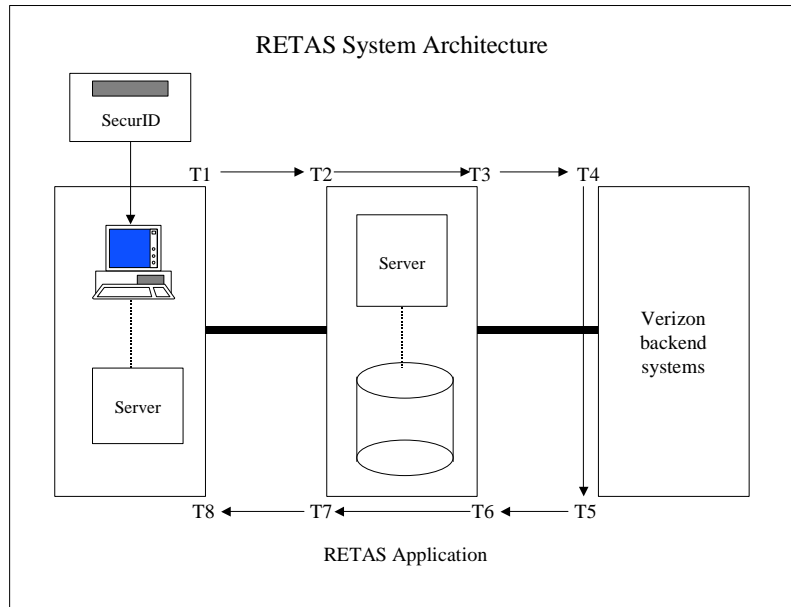 RETAS System Architecture
SecurID
T1
T2
T3
T4
Server
Server
Verizon
backend
systems
T8
T7
T6
T5
RETAS Application